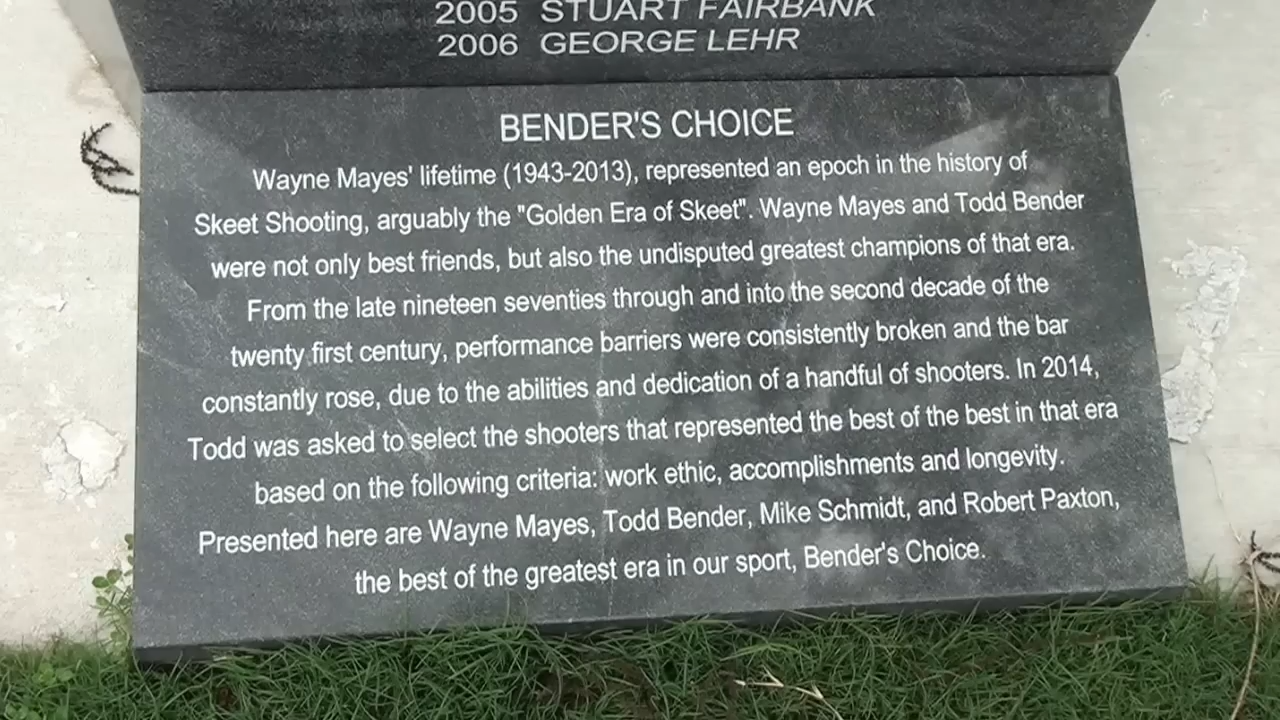 2005 STUART FAIRBANK
2006 GEORGE LEHR
BENDER'S CHOICE
Wayne Mayes' lifetime (1943-2013), represented an epoch in the history of
Skeet Shooting, arguably the "Golden Era of Skeet". Wayne Mayes and Todd Bender
were not only best friends, but also the undisputed greatest champions of that era.
From the late nineteen seventies through and into the second decade of the
twenty first century, performance barriers were consistently broken and the bar
constantly rose, due to the abilities and dedication of a handful of shooters. In 2014,
Todd was asked to select the shooters that represented the best of the best in that era
based on the following criteria: work ethic, accomplishments and longevity.
Presented here are Wayne Mayes, Todd Bender, Mike Schmidt, and Robert Paxton,
the best of the greatest era in our sport, Bender's Choice.